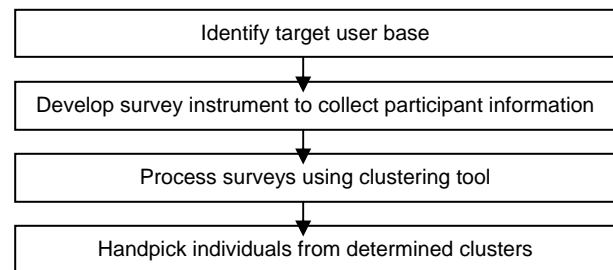 Identify target user base
Develop survey instrument to collect participant information
Process surveys using clustering tool
Handpick individuals from determined clusters